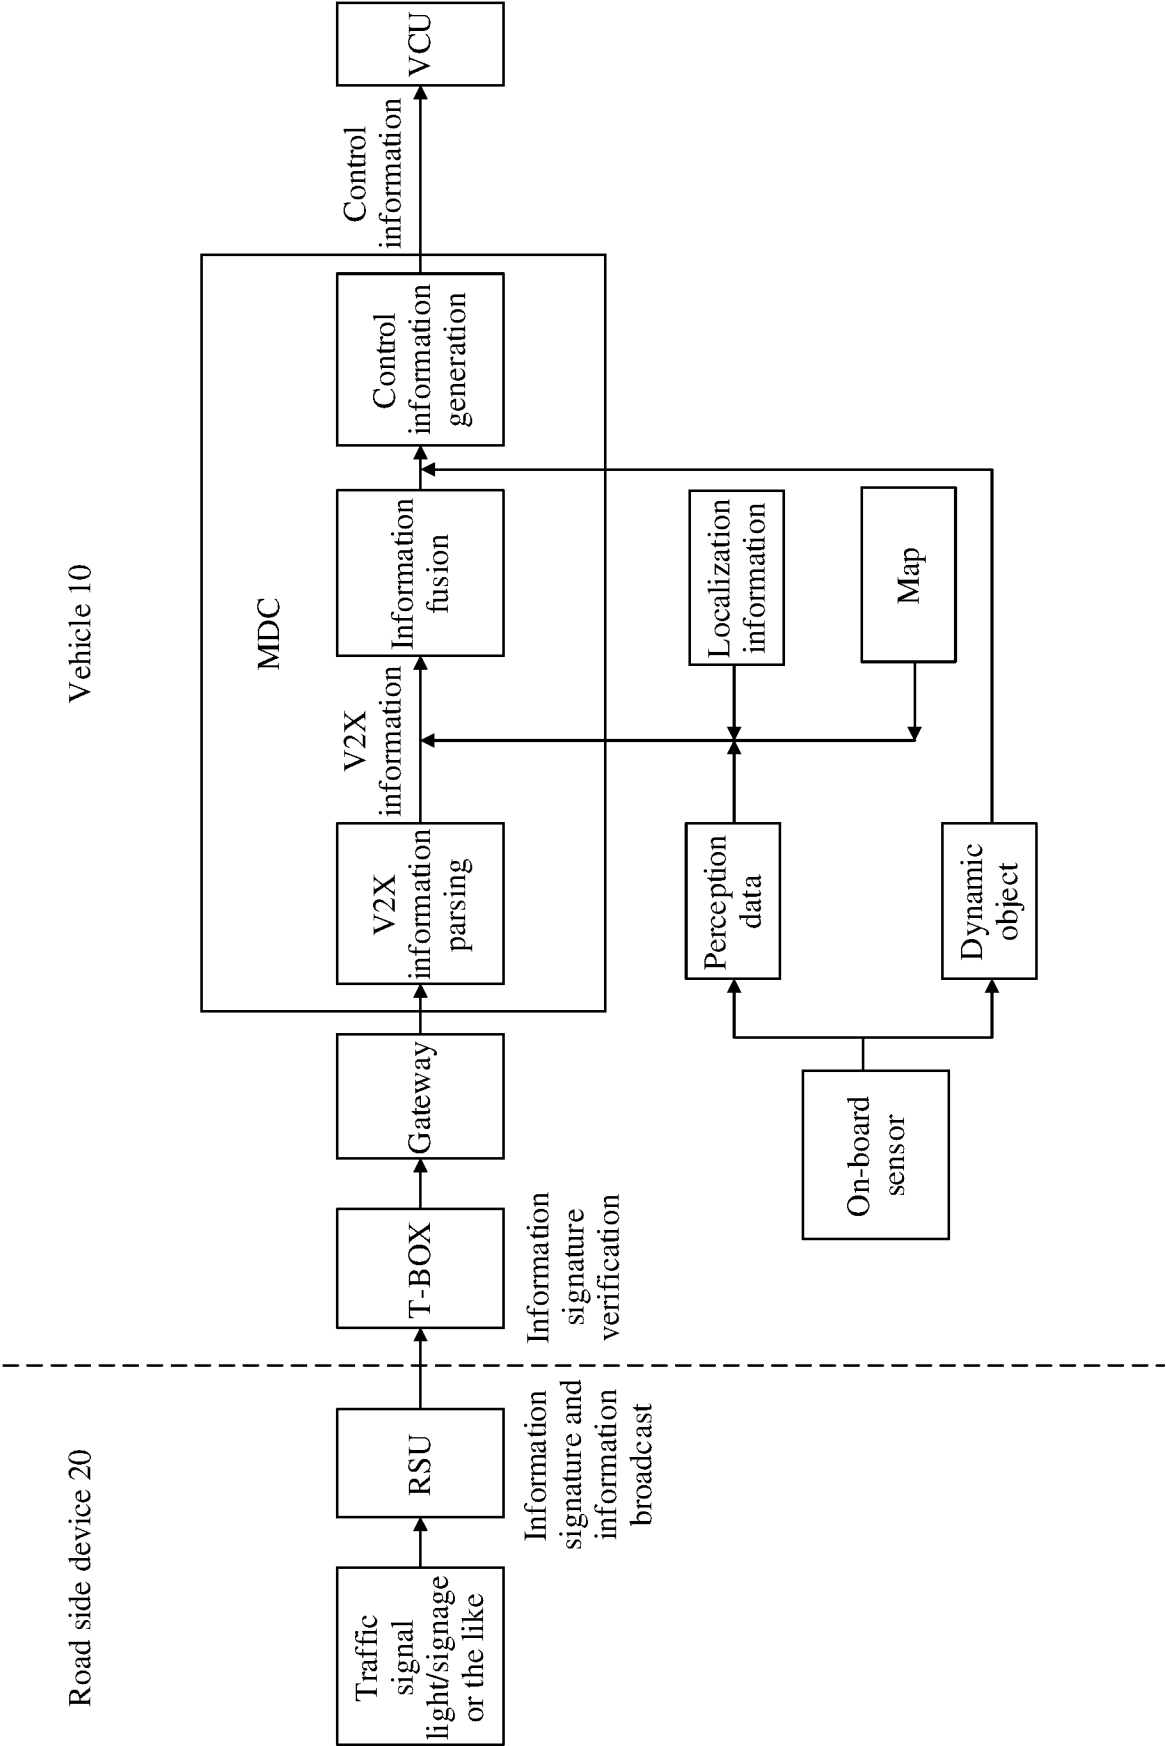 Road side device 20
Vehicle 10
Traffic
signal
light/signage
or the like
RSU
Information
signature and
information
broadcast
T-BOX
Information
signature
verification
Gateway
MDC
V2X
information
parsing
V2X
information
Information
fusion
Control
information
generation
Control
information
VCU
On-board
sensor
Perception
data
Dynamic
object
Localization
information
Map